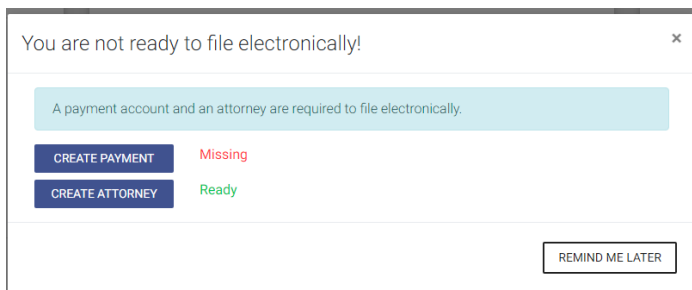 You are not ready to file electronically!
×
A payment account and an attorney are required to file electronically.
CREATE PAYMENT Missing
CREATE ATTORNEY Ready
REMIND ME LATER